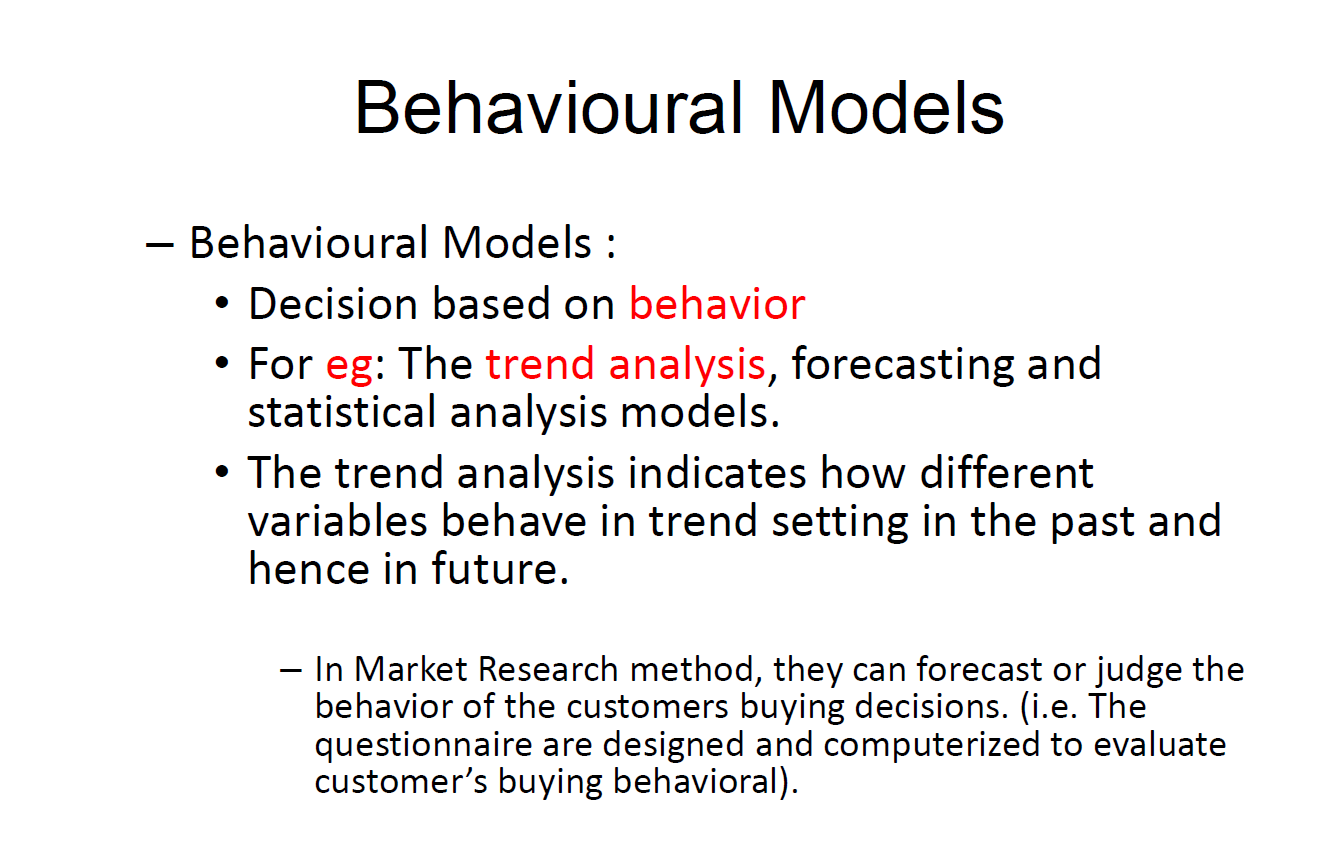 Behavioural Models
– Behavioural Models :
• Decision based on behavior
• For eg: The trend analysis, forecasting and
statistical analysis models.
• The trend analysis indicates how different
variables behave in trend setting in the past and
hence in future.
– In Market Research method, they can forecast or judge the
behavior of the customers buying decisions. (i.e. The
questionnaire are designed and computerized to evaluate
customer’s buying behavioral).